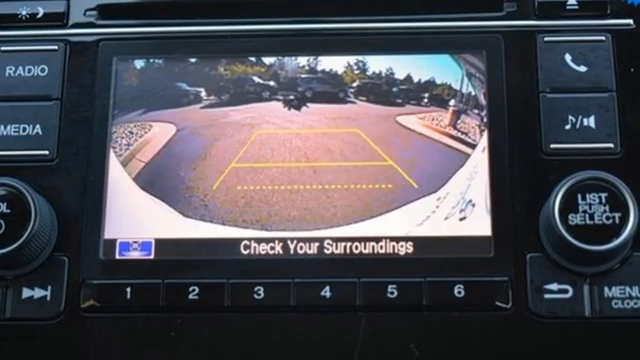 RADIO
MEDIA
Check Your Surroundings
1 2 3 4 5 6
LIST
PUSH
SELECT
MENU
CLOCK